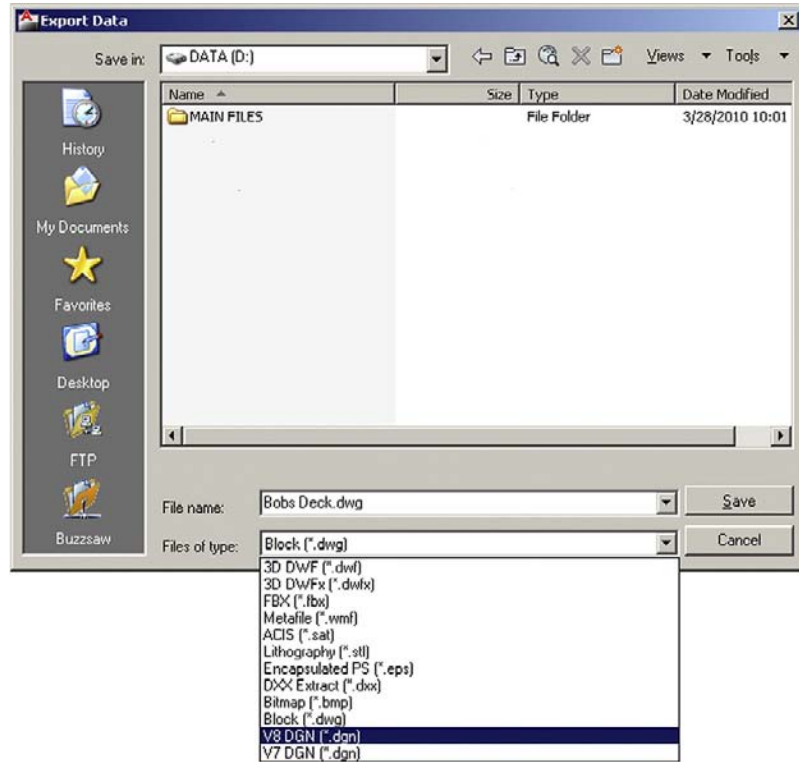 Export Data
Save in: DATA (D:) Views Tools
Name Size Type Date Modified
MAIN FILES File Folder 3/28/2010 10:01
History
My Documents
Favorites
Desktop
FTP
Buzzsaw
File name: Bobs Deck.dwg Save
Files of type: Block (*.dwg) Cancel
3D DWF (*.dwf)
3D DWFx (*.dwfx)
FBX (*.fbx)
Metafile (*.wmf)
ACIS (*.sat)
Lithography (*.stl)
Encapsulated PS (*.eps)
DXX Extract (*.dxx)
Bitmap (*.bmp)
Block (*.dwg)
V8 DGN (*.dgn)
V7 DGN (*.dgn)